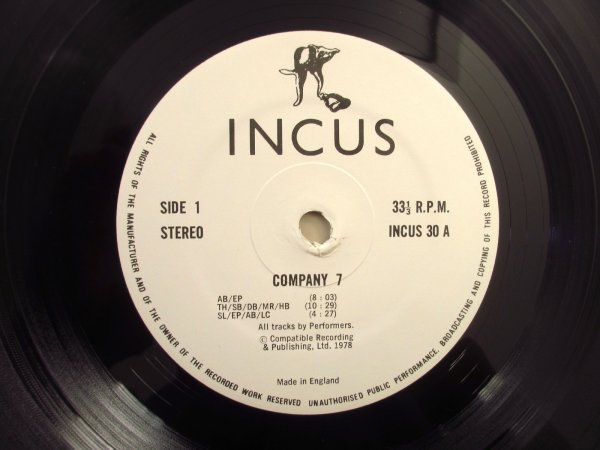 INCUS
SIDE 1
33⅓ R.P.M.
STEREO
INCUS 30 A
COMPANY 7
AB/EP (8 : 03)
TH/SB/DB/MR/HB (10 : 29)
SL/EP/AB/LC (4 : 27)
All tracks by Performers.
© Compatible Recording
& Publishing, Ltd. 1978
Made in England
ALL RIGHTS OF THE MANUFACTURER AND OF THE OWNER OF THE RECORDED WORK RESERVED UNAUTHORISED PUBLIC PERFORMANCE, BROADCASTING AND COPYING OF THIS RECORD PROHIBITED